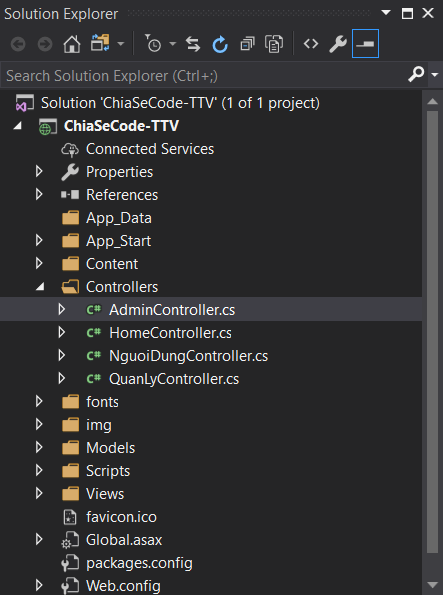 Solution Explorer
Search Solution Explorer (Ctrl+;)
Solution 'ChiaSeCode-TTV' (1 of 1 project)
ChiaSeCode-TTV
Connected Services
Properties
References
App_Data
App_Start
Content
Controllers
C# AdminController.cs
C# HomeController.cs
C# NguoiDungController.cs
C# QuanLyController.cs
fonts
img
Models
Scripts
Views
favicon.ico
Global.asax
packages.config
Web.config